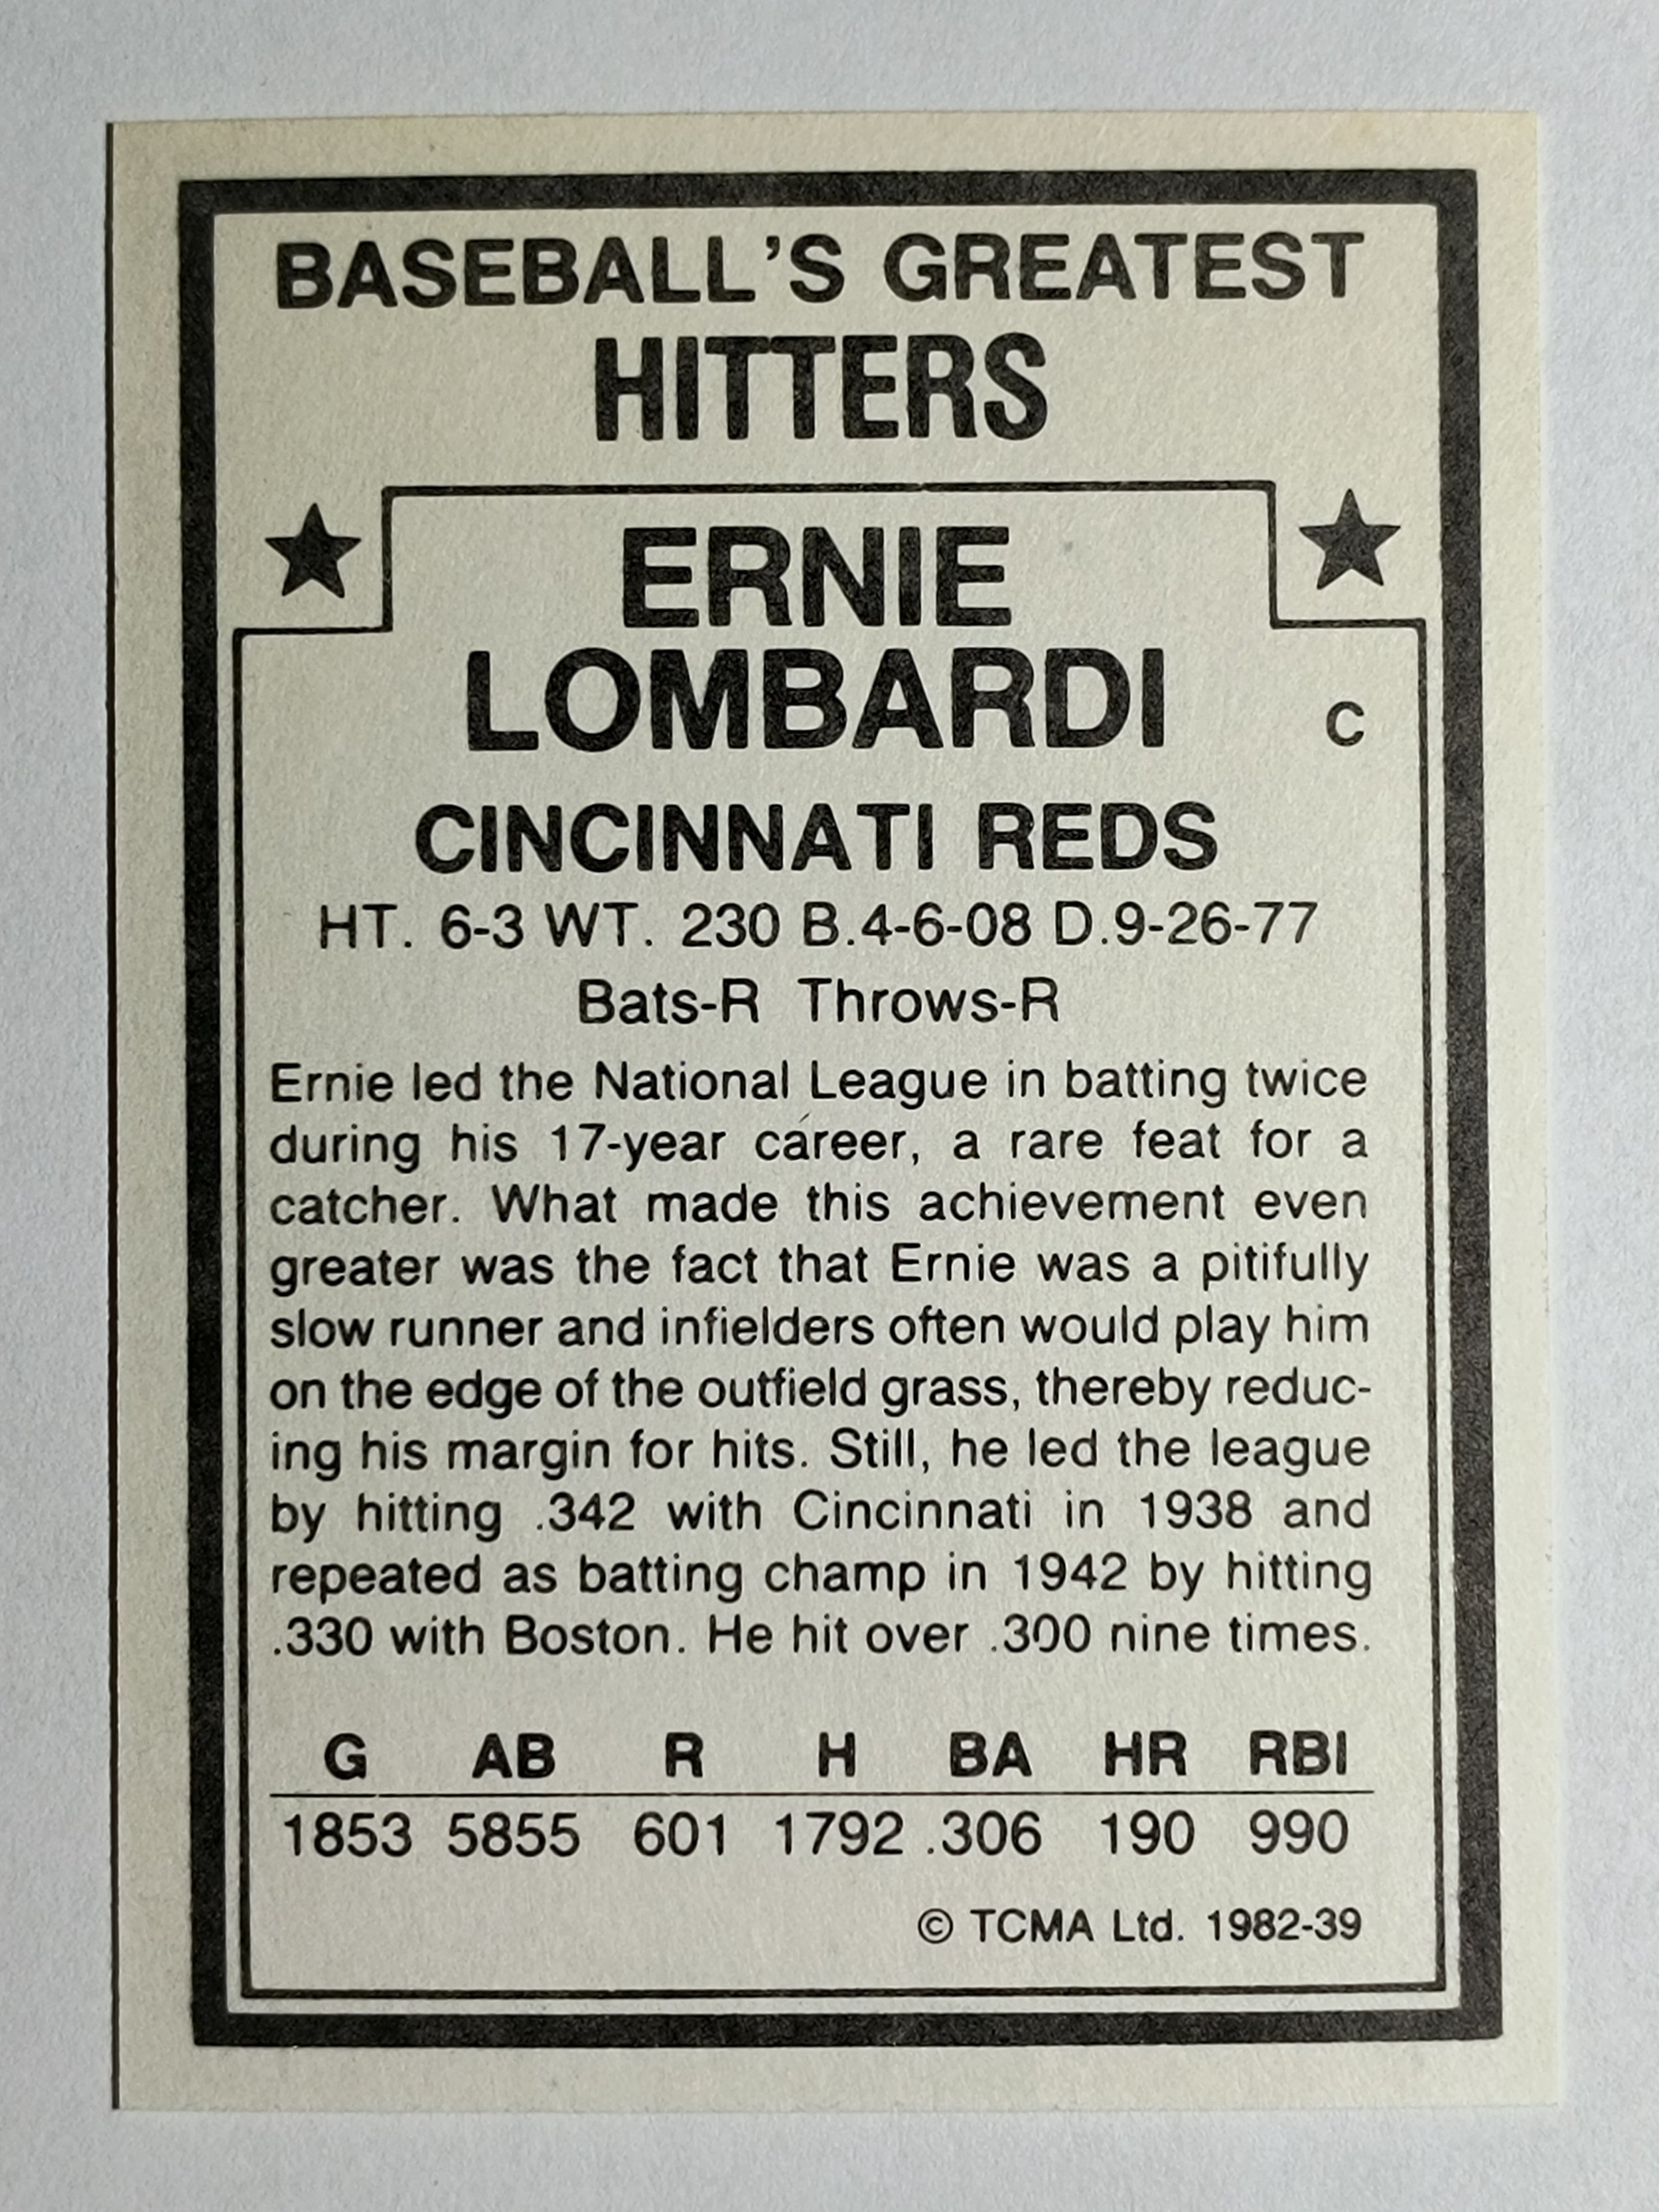 BASEBALL'S GREATEST
HITTERS
ERNIE
LOMBARDI
C
CINCINNATI REDS
HT. 6-3 WT. 230 B.4-6-08 D.9-26-77
Bats-R Throws-R
Ernie led the National League in batting twice
during his 17-year career, a rare feat for a
catcher. What made this achievement even
greater was the fact that Ernie was a pitifully
slow runner and infielders often would play him
on the edge of the outfield grass, thereby reduc-
ing his margin for hits. Still, he led the league
by hitting .342 with Cincinnati in 1938 and
repeated as batting champ in 1942 by hitting
.330 with Boston. He hit over .300 nine times.
G AB R H BA HR RBI
1853 5855 601 1792 .306 190 990
© TCMA Ltd. 1982-39